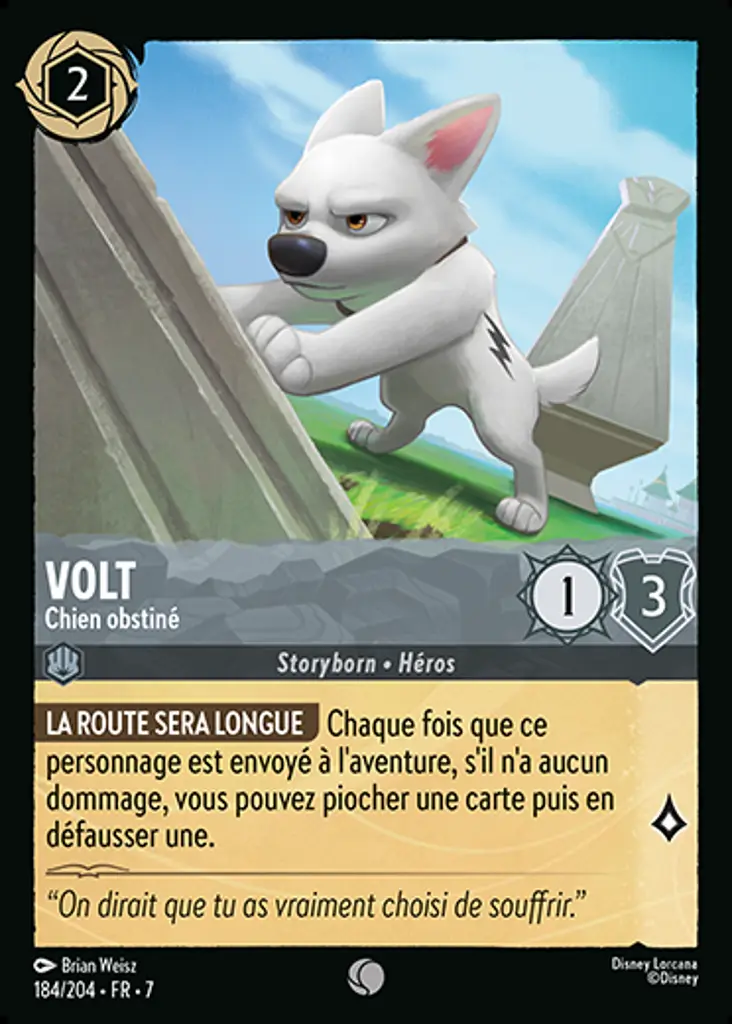 2
VOLT
Chien obstiné
1
3
Storyborn • Héros
LA ROUTE SERA LONGUE Chaque fois que ce
personnage est envoyé à l'aventure, s'il n'a aucun
dommage, vous pouvez piocher une carte puis en
défausser une.
“On dirait que tu as vraiment choisi de souffrir.”
Brian Weisz
184/204 • FR • 7
Disney Lorcana
©Disney